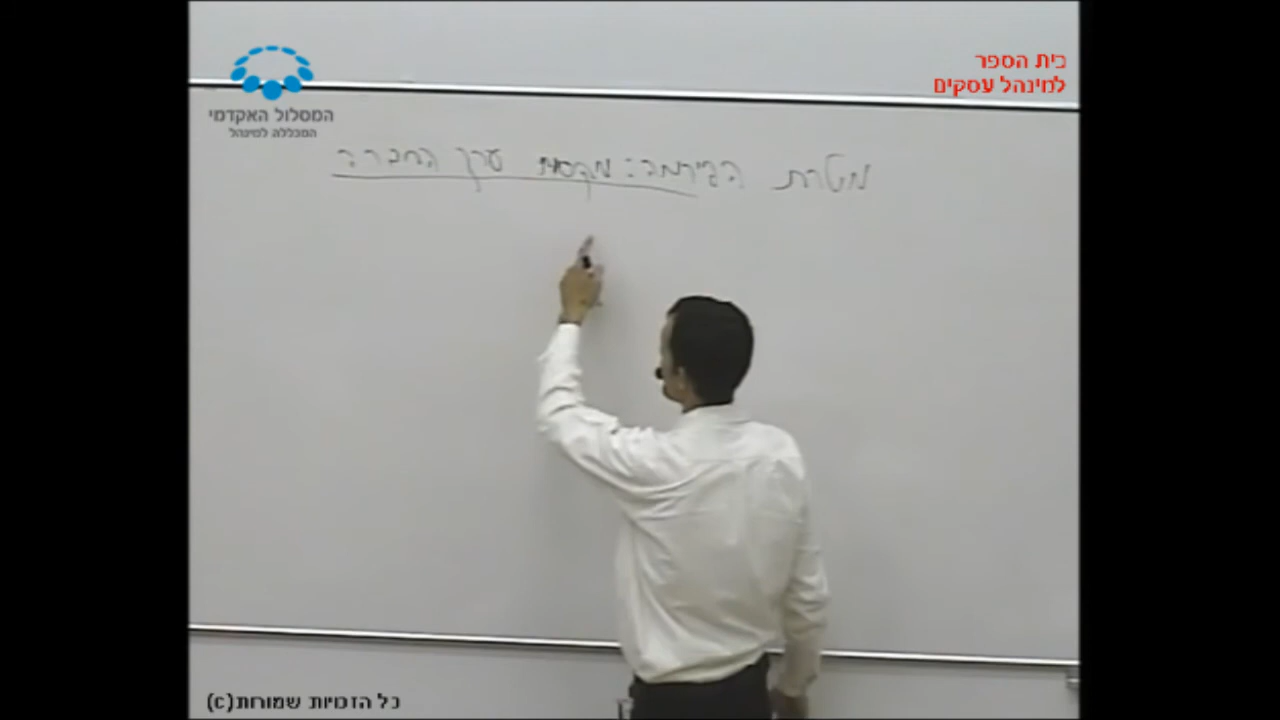 בית הספר
למינהל עסקים
המסלול האקדמי
המכללה למינהל
מטרת הפירמה: מקסום ערך החברה
כל הזכויות שמורות(c)